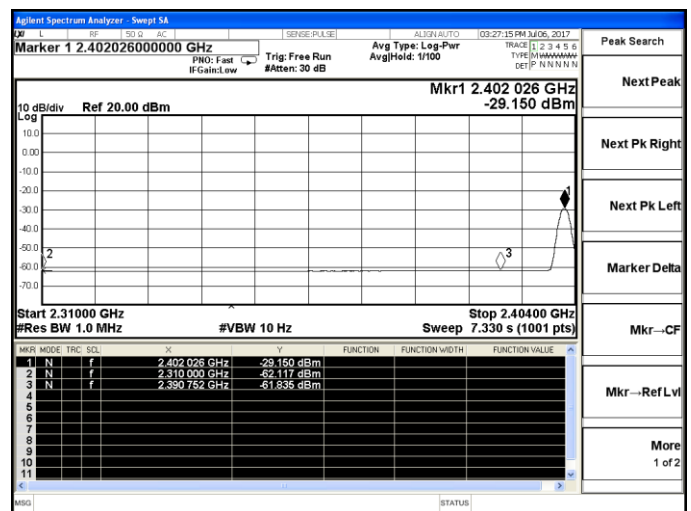 Agilent Spectrum Analyzer - Swept SA
L RF 50 Ω AC SENSE:PULSE ALIGN AUTO 03:27:15 PM Jul 06, 2017
Marker 1 2.402026000000 GHz
PNO: Fast
IFGain:Low
Trig: Free Run
#Atten: 30 dB
Avg Type: Log-Pwr
Avg|Hold: 1/100
TRACE 1 2 3 4 5 6
TYPE M WWWWW
DET P N N N N N
Peak Search
Mkr1 2.402 026 GHz
-29.150 dBm
10 dB/div Ref 20.00 dBm
Log
10.0
0.00
-10.0
-20.0
-30.0
-40.0
-50.0
-60.0
-70.0
1
2
3
Start 2.31000 GHz Stop 2.40400 GHz
#Res BW 1.0 MHz #VBW 10 Hz Sweep 7.330 s (1001 pts)
MKR MODE TRC SCL X Y FUNCTION FUNCTION WIDTH FUNCTION VALUE
1 N f 2.402 026 GHz -29.150 dBm
2 N f 2.310 000 GHz -62.117 dBm
3 N f 2.390 752 GHz -61.835 dBm
4
5
6
7
8
9
10
11
MSG STATUS
Next Peak
Next Pk Right
Next Pk Left
Marker Delta
Mkr→CF
Mkr→Ref Lvl
More
1 of 2